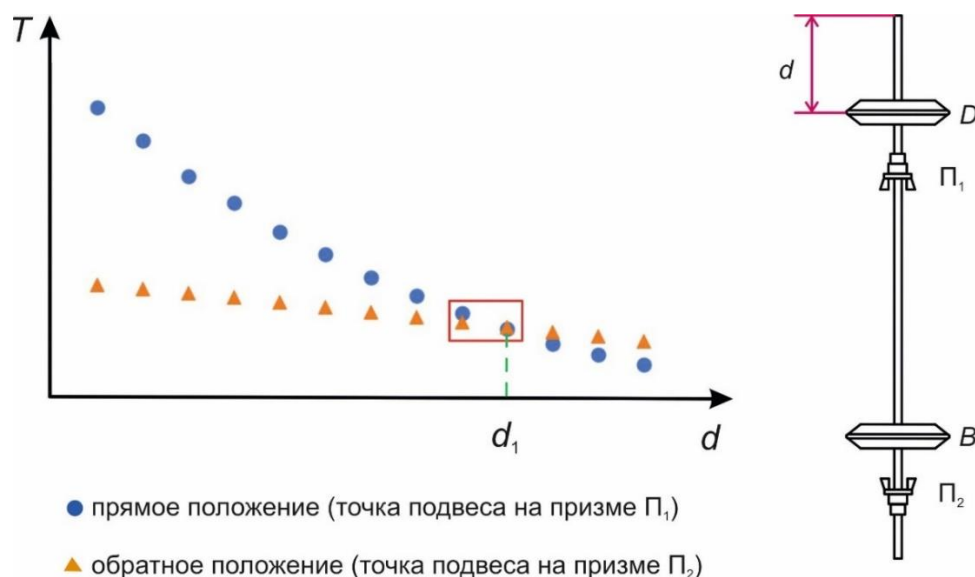 T
d
D
П₁
B
П₂
d₁
d
прямое положение (точка подвеса на призме П₁)
обратное положение (точка подвеса на призме П₂)